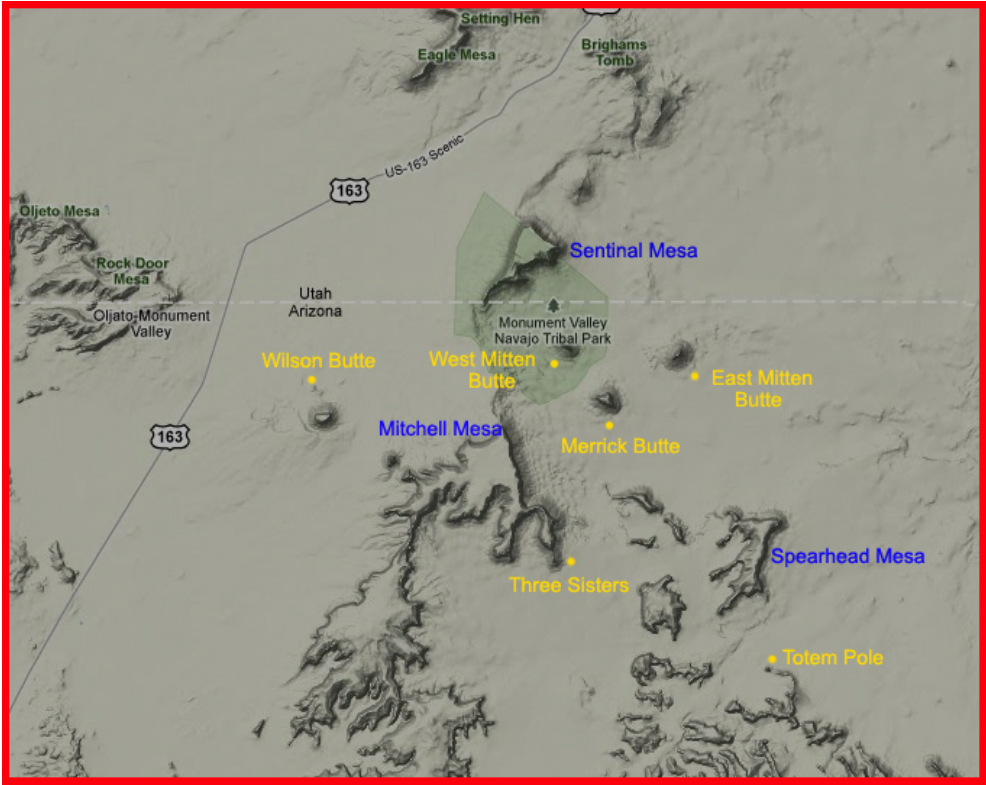 Setting Hen
Eagle Mesa
Brighams
Tomb
US-163 Scenic
163
Oljeto Mesa
Sentinal Mesa
Rock Door
Mesa
Utah
Arizona
Oljato-Monument
Valley
Monument Valley
Navajo Tribal Park
Wilson Butte
West Mitten
Butte
East Mitten
Butte
163
Mitchell Mesa
Merrick Butte
Spearhead Mesa
Three Sisters
Totem Pole